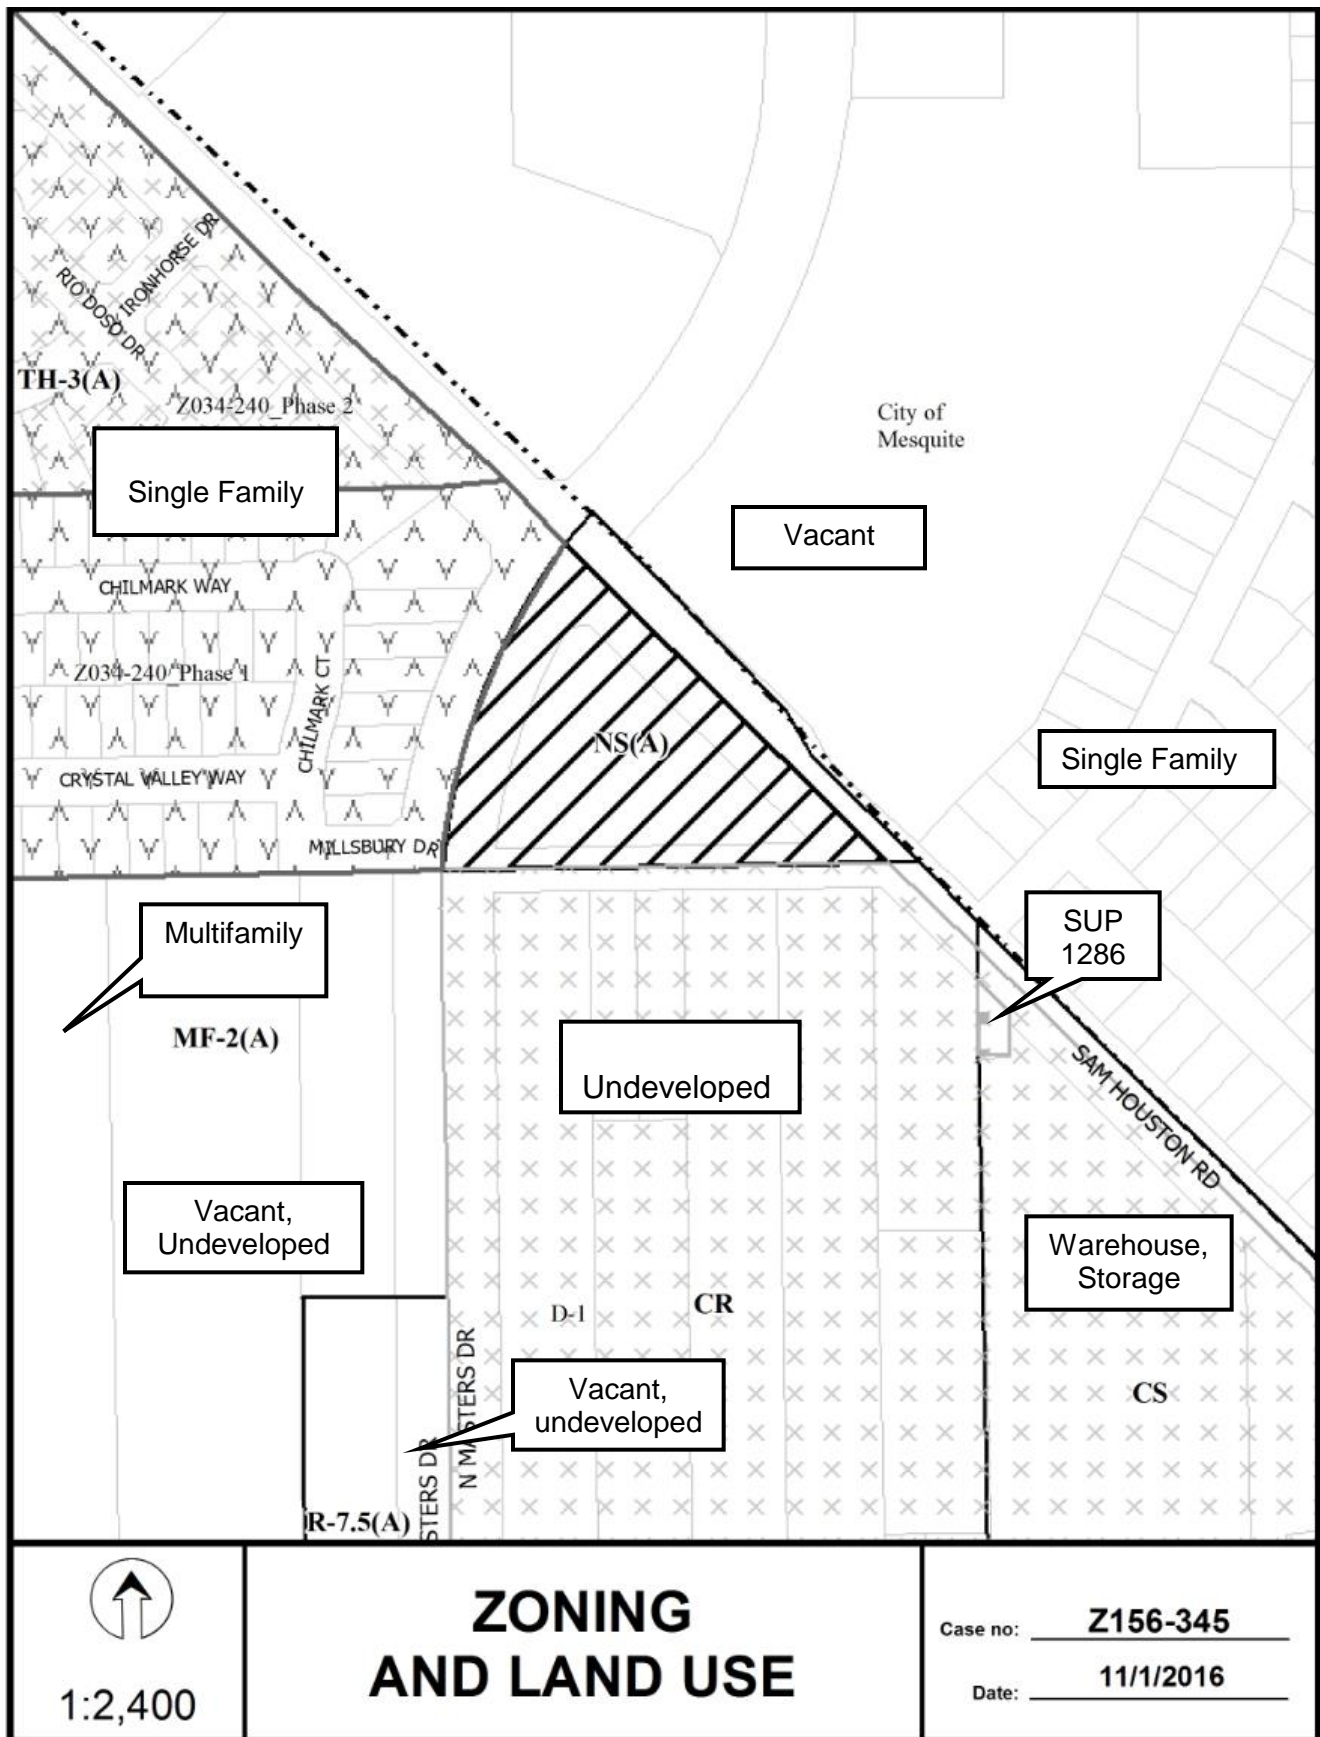 IRONHORSE DR
RIO DOSO DR
TH-3(A)
Z034-240_Phase 2
City of
Mesquite
Single Family
Vacant
CHILMARK WAY
Z034-240_Phase 1
CHILMARK CT
NS(A)
Single Family
CRYSTAL VALLEY WAY
MILLSBURY DR
Multifamily
SUP
1286
MF-2(A)
Undeveloped
SAM HOUSTON RD
Vacant,
Undeveloped
Warehouse,
Storage
D-1
CR
N MASTERS DR
Vacant,
undeveloped
CS
STERS DR
R-7.5(A)
1:2,400
ZONING
AND LAND USE
Case no: Z156-345
Date: 11/1/2016